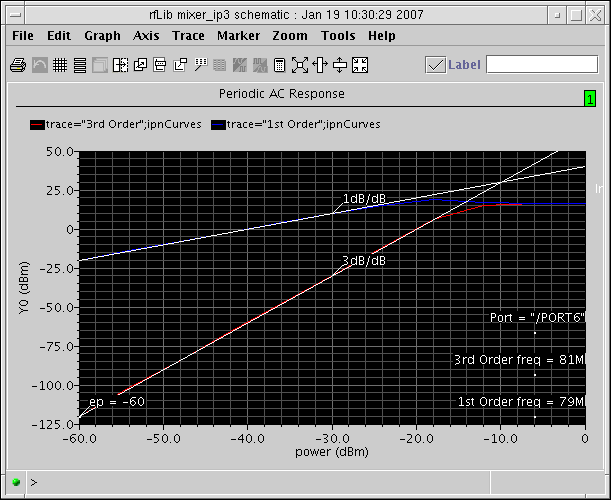 rfLib mixer_ip3 schematic : Jan 19 10:30:29 2007
File Edit Graph Axis Trace Marker Zoom Tools Help
Label
Periodic AC Response
1
trace="3rd Order";ipnCurves trace="1st Order";ipnCurves
50.0
25.0
0
-25.0
-50.0
-75.0
-100.0
-125.0
Y0 (dBm)
1dB/dB
3dB/dB
ep = -60
In
Port = "/PORT6"
3rd Order freq = 81M
1st Order freq = 79M
-60.0 -50.0 -40.0 -30.0 -20.0 -10.0 0
power (dBm)
>